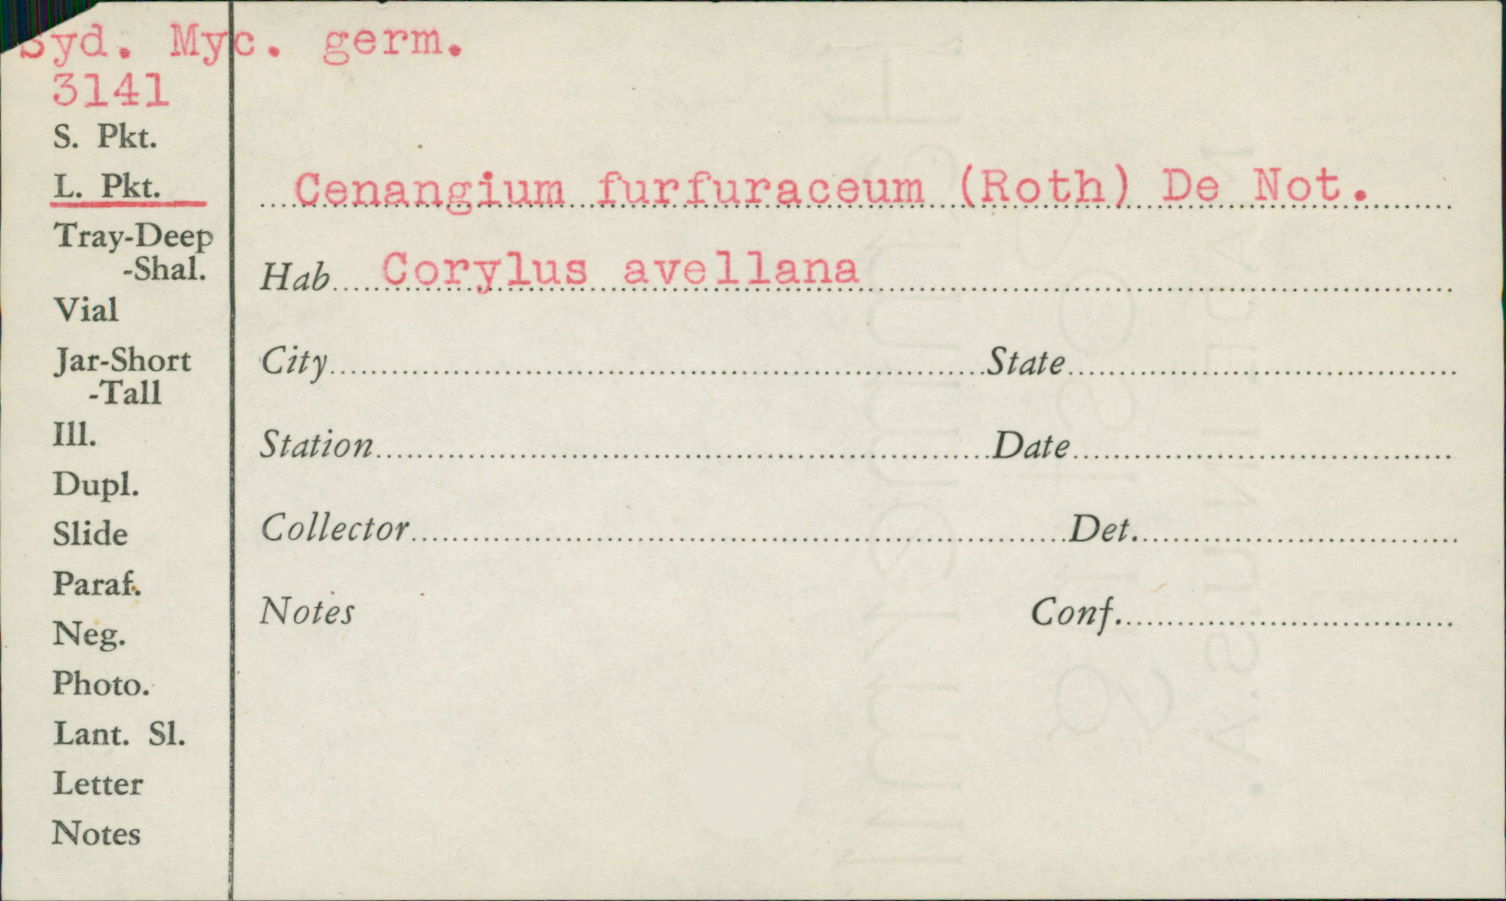 Syd. Myc. germ.
3141
S. Pkt.
L. Pkt.
Tray-Deep
-Shal.
Vial
Jar-Short
-Tall
Ill.
Dupl.
Slide
Paraf.
Neg.
Photo.
Lant. Sl.
Letter
Notes
Cenangium furfuraceum (Roth) De Not.
Hab Corylus avellana
City State
Station Date
Collector Det.
Notes Conf.